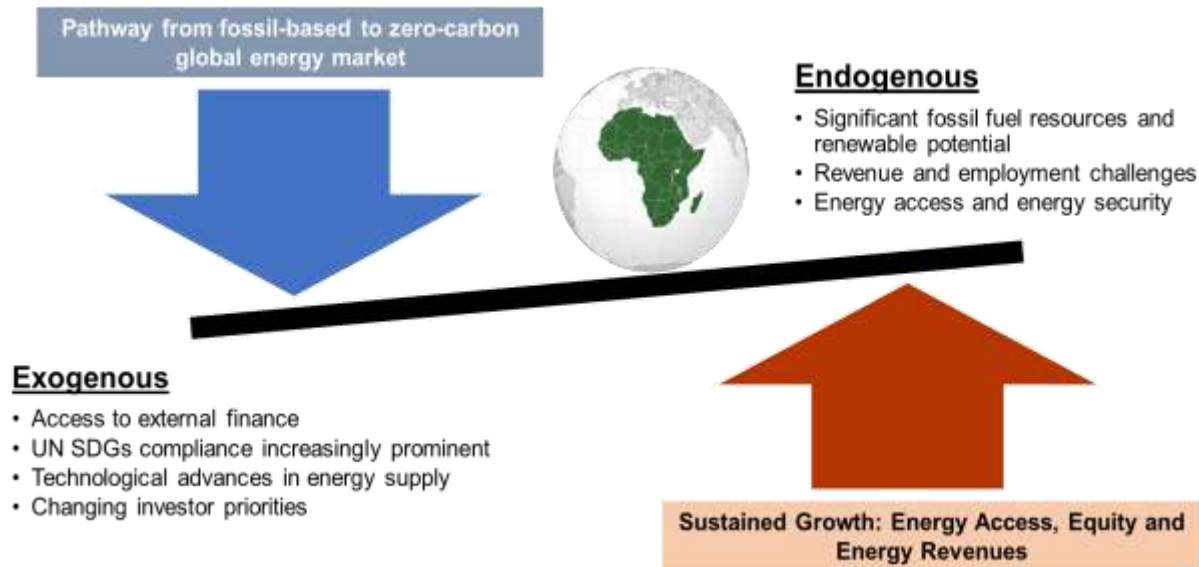 Pathway from fossil-based to zero-carbon
global energy market
Endogenous
• Significant fossil fuel resources and
renewable potential
• Revenue and employment challenges
• Energy access and energy security
Exogenous
• Access to external finance
• UN SDGs compliance increasingly prominent
• Technological advances in energy supply
• Changing investor priorities
Sustained Growth: Energy Access, Equity and
Energy Revenues